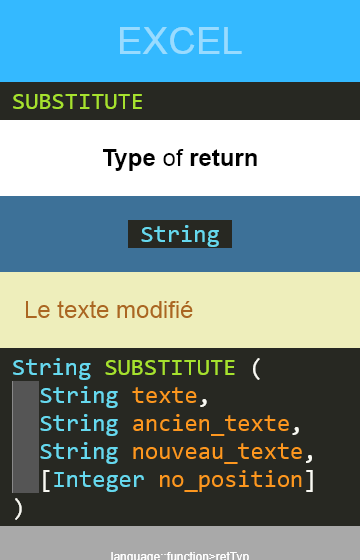 EXCEL
SUBSTITUTE
Type of return
String
Le texte modifié
String SUBSTITUTE (
String texte,
String ancien_texte,
String nouveau_texte,
[Integer no_position]
)
language::function>retTyp